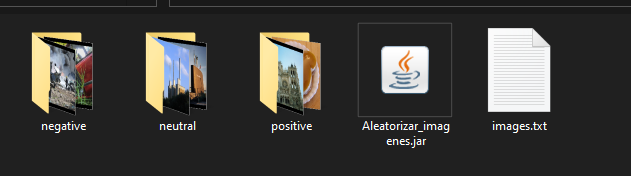 negative
neutral
positive
Aleatorizar_imag
enes.jar
images.txt